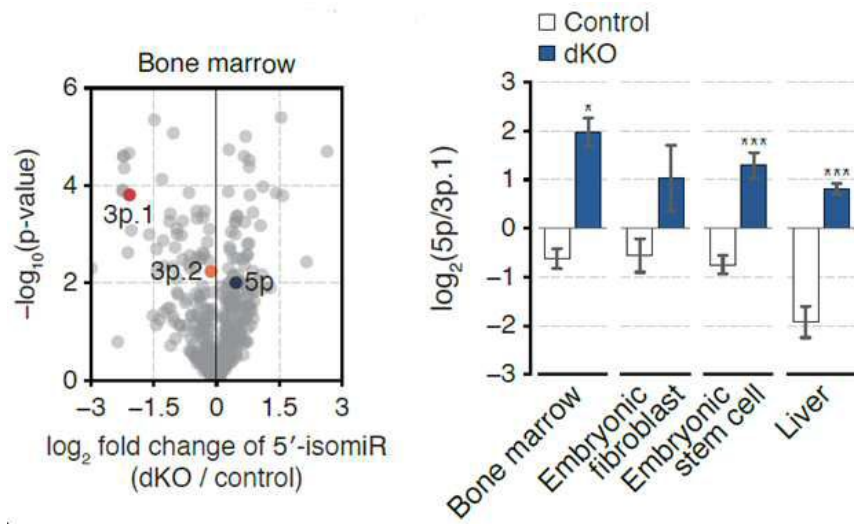 Bone marrow
6
4
2
0
−log10(p-value)
3p.1
3p.2
5p
−3
−1.5
0
1.5
3
log2 fold change of 5′-isomiR
(dKO / control)
Control
dKO
3
2
1
0
−1
−2
−3
log2(5p/3p.1)
*
***
***
Bone marrow
Embryonic
fibroblast
Embryonic
stem cell
Liver